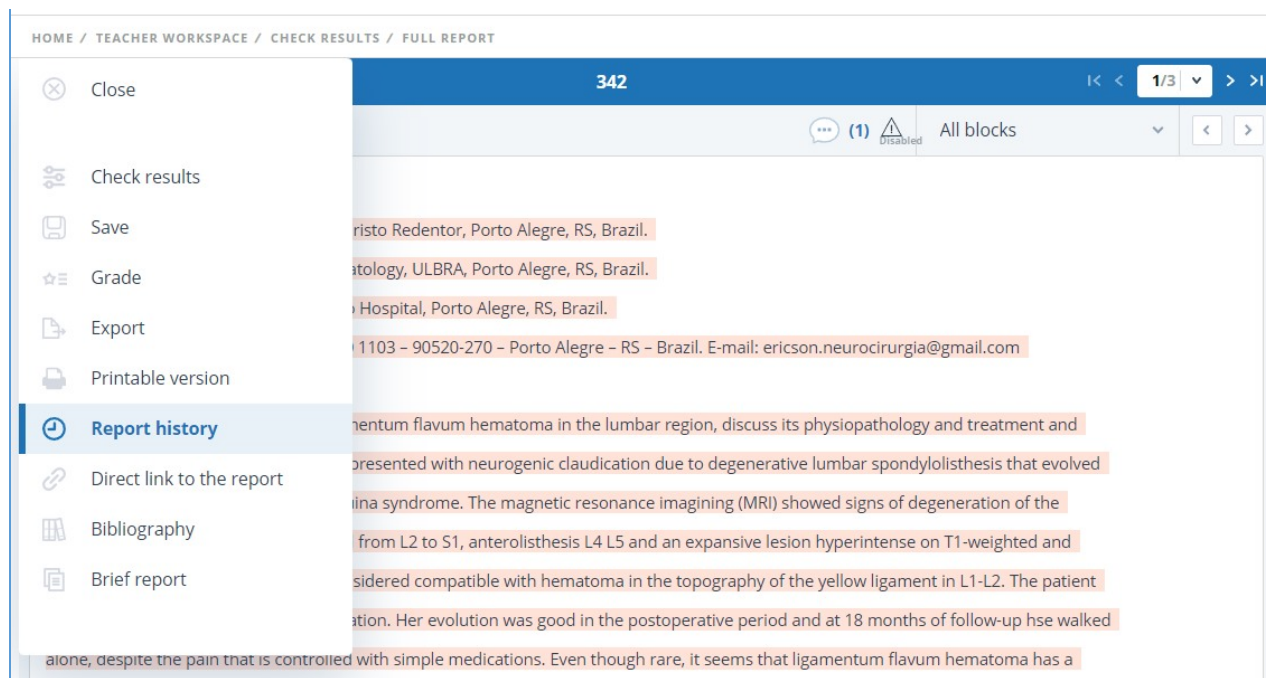 HOME / TEACHER WORKSPACE / CHECK RESULTS / FULL REPORT
Close
342
1/3
(1)
Disabled
All blocks
Check results
Save
risto Redentor, Porto Alegre, RS, Brazil.
atology, ULBRA, Porto Alegre, RS, Brazil.
Grade
Hospital, Porto Alegre, RS, Brazil.
Export
1103 – 90520-270 – Porto Alegre – RS – Brazil. E-mail: ericson.neurocirurgia@gmail.com
Printable version
Report history
mentum flavum hematoma in the lumbar region, discuss its physiopathology and treatment and
presented with neurogenic claudication due to degenerative lumbar spondylolisthesis that evolved
Direct link to the report
uina syndrome. The magnetic resonance imagining (MRI) showed signs of degeneration of the
Bibliography
from L2 to S1, anterolisthesis L4 L5 and an expansive lesion hyperintense on T1-weighted and
Brief report
sidered compatible with hematoma in the topography of the yellow ligament in L1-L2. The patient
ation. Her evolution was good in the postoperative period and at 18 months of follow-up hse walked
alone, despite the pain that is controlled with simple medications. Even though rare, it seems that ligamentum flavum hematoma has a